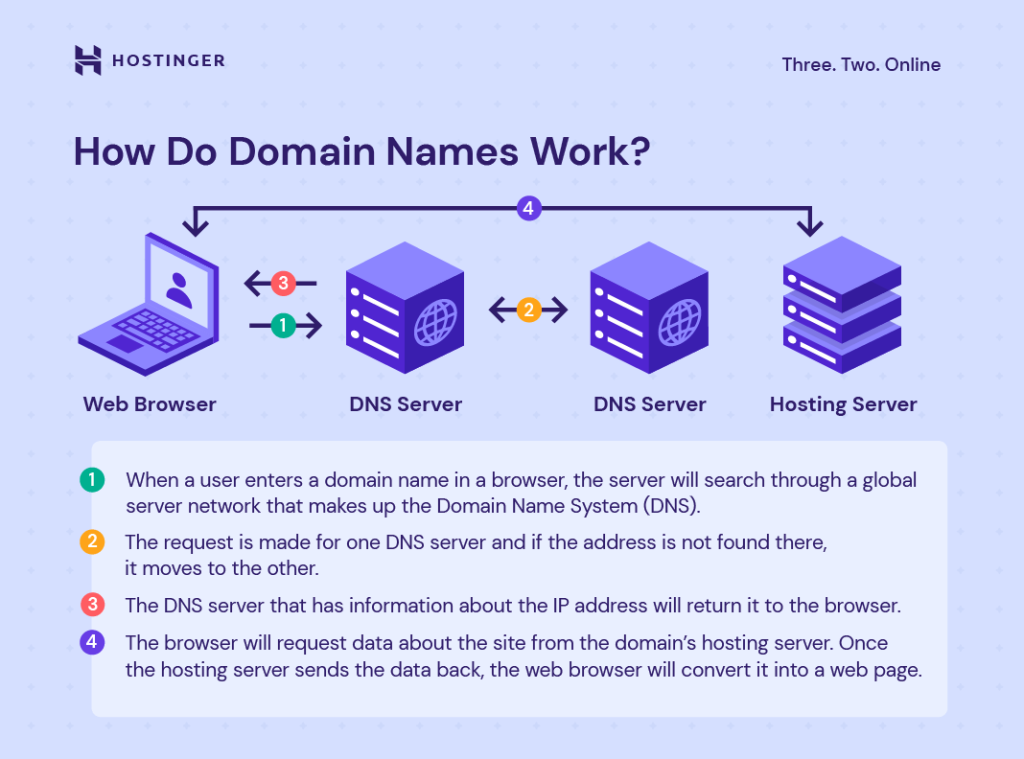 HOSTINGER
Three. Two. Online
How Do Domain Names Work?
4
3
1
2
Web Browser
DNS Server
DNS Server
Hosting Server
1 When a user enters a domain name in a browser, the server will search through a global
server network that makes up the Domain Name System (DNS).
2 The request is made for one DNS server and if the address is not found there,
it moves to the other.
3 The DNS server that has information about the IP address will return it to the browser.
4 The browser will request data about the site from the domain’s hosting server. Once
the hosting server sends the data back, the web browser will convert it into a web page.